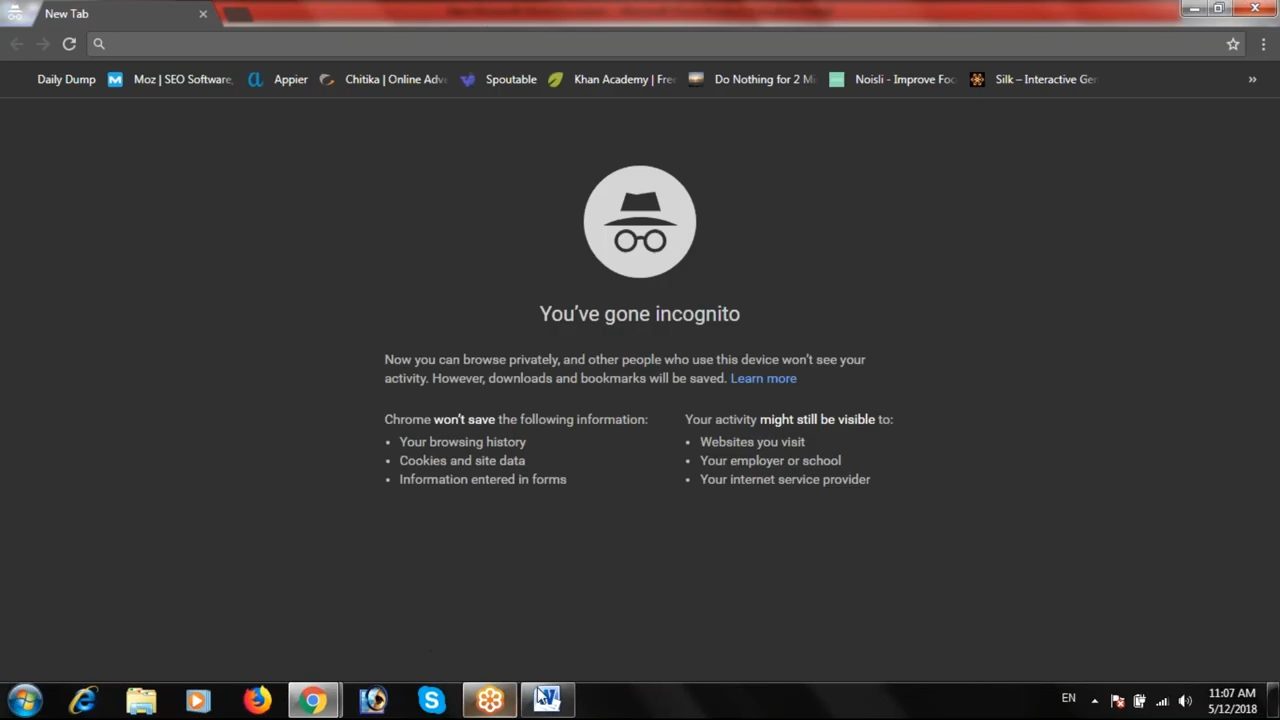 New Tab
Daily Dump
Moz | SEO Software,
Appier
Chitika | Online Adv
Spoutable
Khan Academy | Fre
Do Nothing for 2 Mi
Noisli - Improve Foc
Silk – Interactive Ger
»
You've gone incognito
Now you can browse privately, and other people who use this device won't see your
activity. However, downloads and bookmarks will be saved. Learn more
Chrome won't save the following information:
• Your browsing history
• Cookies and site data
• Information entered in forms
Your activity might still be visible to:
• Websites you visit
• Your employer or school
• Your internet service provider
EN
11:07 AM
5/12/2018